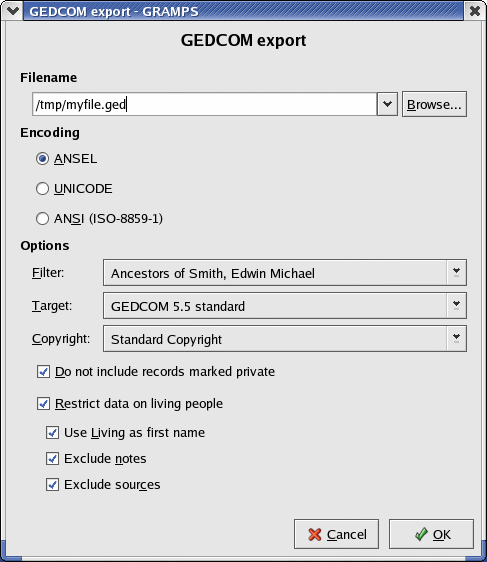 GEDCOM export - GRAMPS
GEDCOM export
Filename
/tmp/myfile.ged
Browse...
Encoding
ANSEL
UNICODE
ANSI (ISO-8859-1)
Options
Filter: Ancestors of Smith, Edwin Michael
Target: GEDCOM 5.5 standard
Copyright: Standard Copyright
Do not include records marked private
Restrict data on living people
Use Living as first name
Exclude notes
Exclude sources
Cancel OK